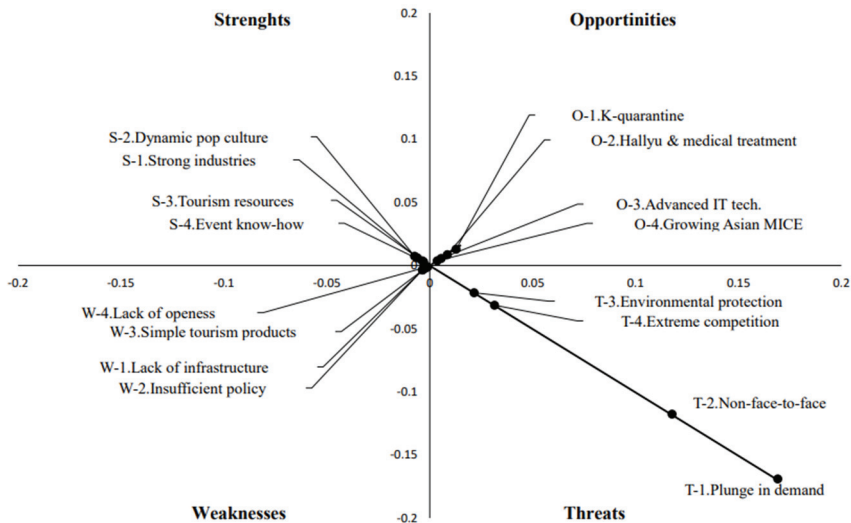 Strenghts
Opportinities
0.2
0.15
0.1
0.05
0
-0.05
-0.1
-0.15
-0.2
-0.2
-0.15
-0.1
-0.05
0
0.05
0.1
0.15
0.2
S-2.Dynamic pop culture
S-1.Strong industries
S-3.Tourism resources
S-4.Event know-how
O-1.K-quarantine
O-2.Hallyu & medical treatment
O-3.Advanced IT tech.
O-4.Growing Asian MICE
W-4.Lack of openess
W-3.Simple tourism products
W-1.Lack of infrastructure
W-2.Insufficient policy
T-3.Environmental protection
T-4.Extreme competition
T-2.Non-face-to-face
T-1.Plunge in demand
Weaknesses
Threats